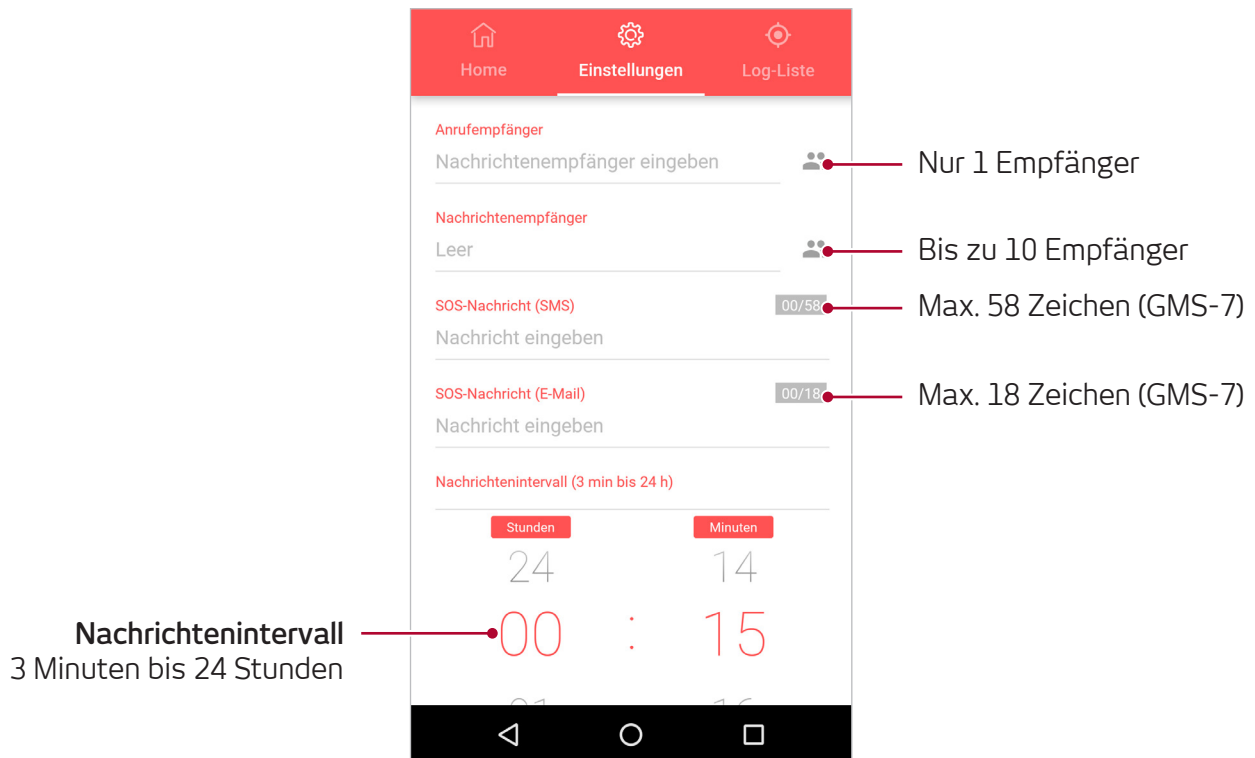 Home
Einstellungen
Log-Liste
Anrufempfänger
Nachrichtenempfänger eingeben
Nur 1 Empfänger
Nachrichtenempfänger
Leer
Bis zu 10 Empfänger
SOS-Nachricht (SMS)
00/58
Max. 58 Zeichen (GMS-7)
Nachricht eingeben
SOS-Nachricht (E-Mail)
00/18
Max. 18 Zeichen (GMS-7)
Nachricht eingeben
Nachrichtenintervall (3 min bis 24 h)
Stunden
Minuten
24
14
00 : 15
Nachrichtenintervall
3 Minuten bis 24 Stunden